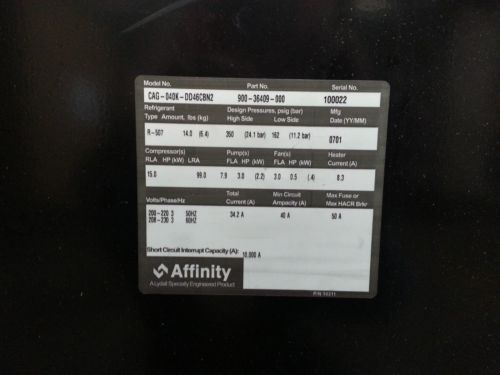 Model No. Part No. Serial No.
CAG-040K-DD46CBN2 900-36409-000 100022
Refrigerant Design Pressures, psig (bar) Mfg
Type Amount, lbs (kg) High Side Low Side Date (YY/MM)
R-507 14.0 (6.4) 350 (24.1 bar) 162 (11.2 bar) 0701
Compressor(s) Pump(s) Fan(s) Heater
RLA HP (kW) LRA FLA HP (kW) FLA HP (kW) Current (A)
15.0 99.0 7.9 3.0 (2.2) 3.0 0.5 (.4) 8.3
Total Min Circuit Max Fuse or
Volts/Phase/Hz Current (A) Ampacity (A) Max HACR Brkr
200-220 3 50HZ 34.2 A 40 A 50 A
208-230 3 60HZ
Short Circuit Interrupt Capacity (A):
10,000 A
Affinity
A Lydall Specialty Engineered Product
P/N